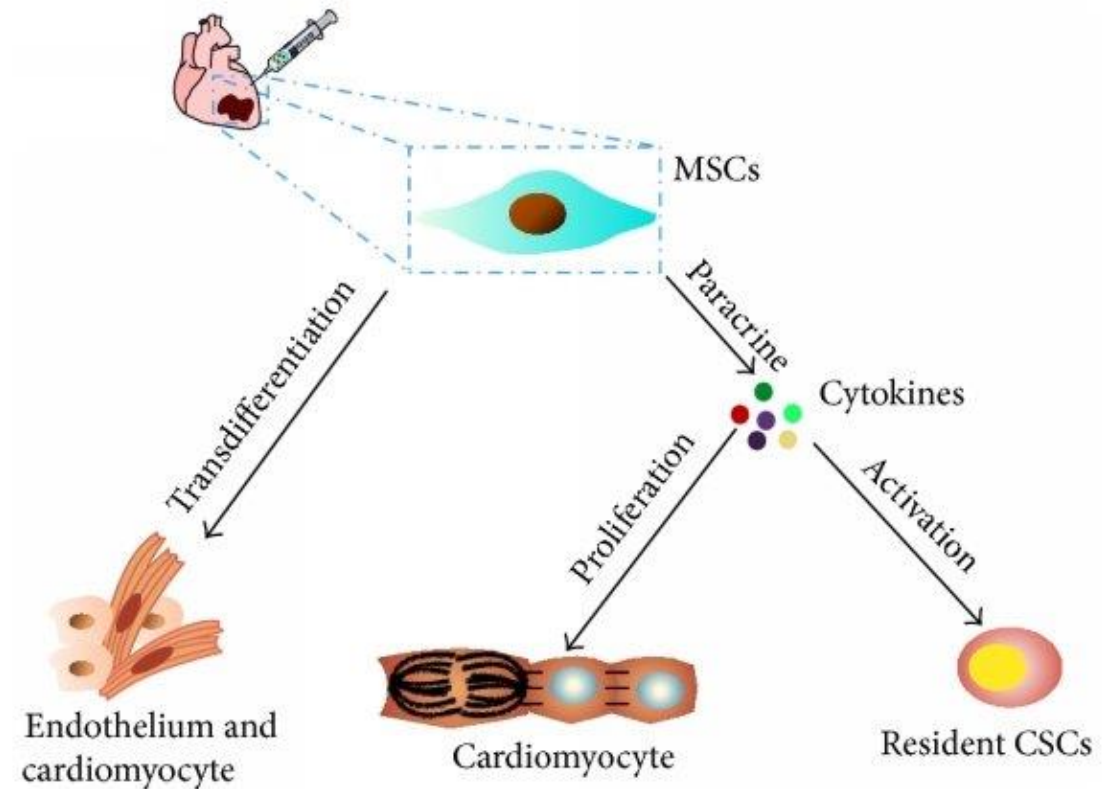 MSCs
Paracrine
Transdifferentiation
Cytokines
Proliferation
Activation
Endothelium and
cardiomyocyte
Cardiomyocyte
Resident CSCs